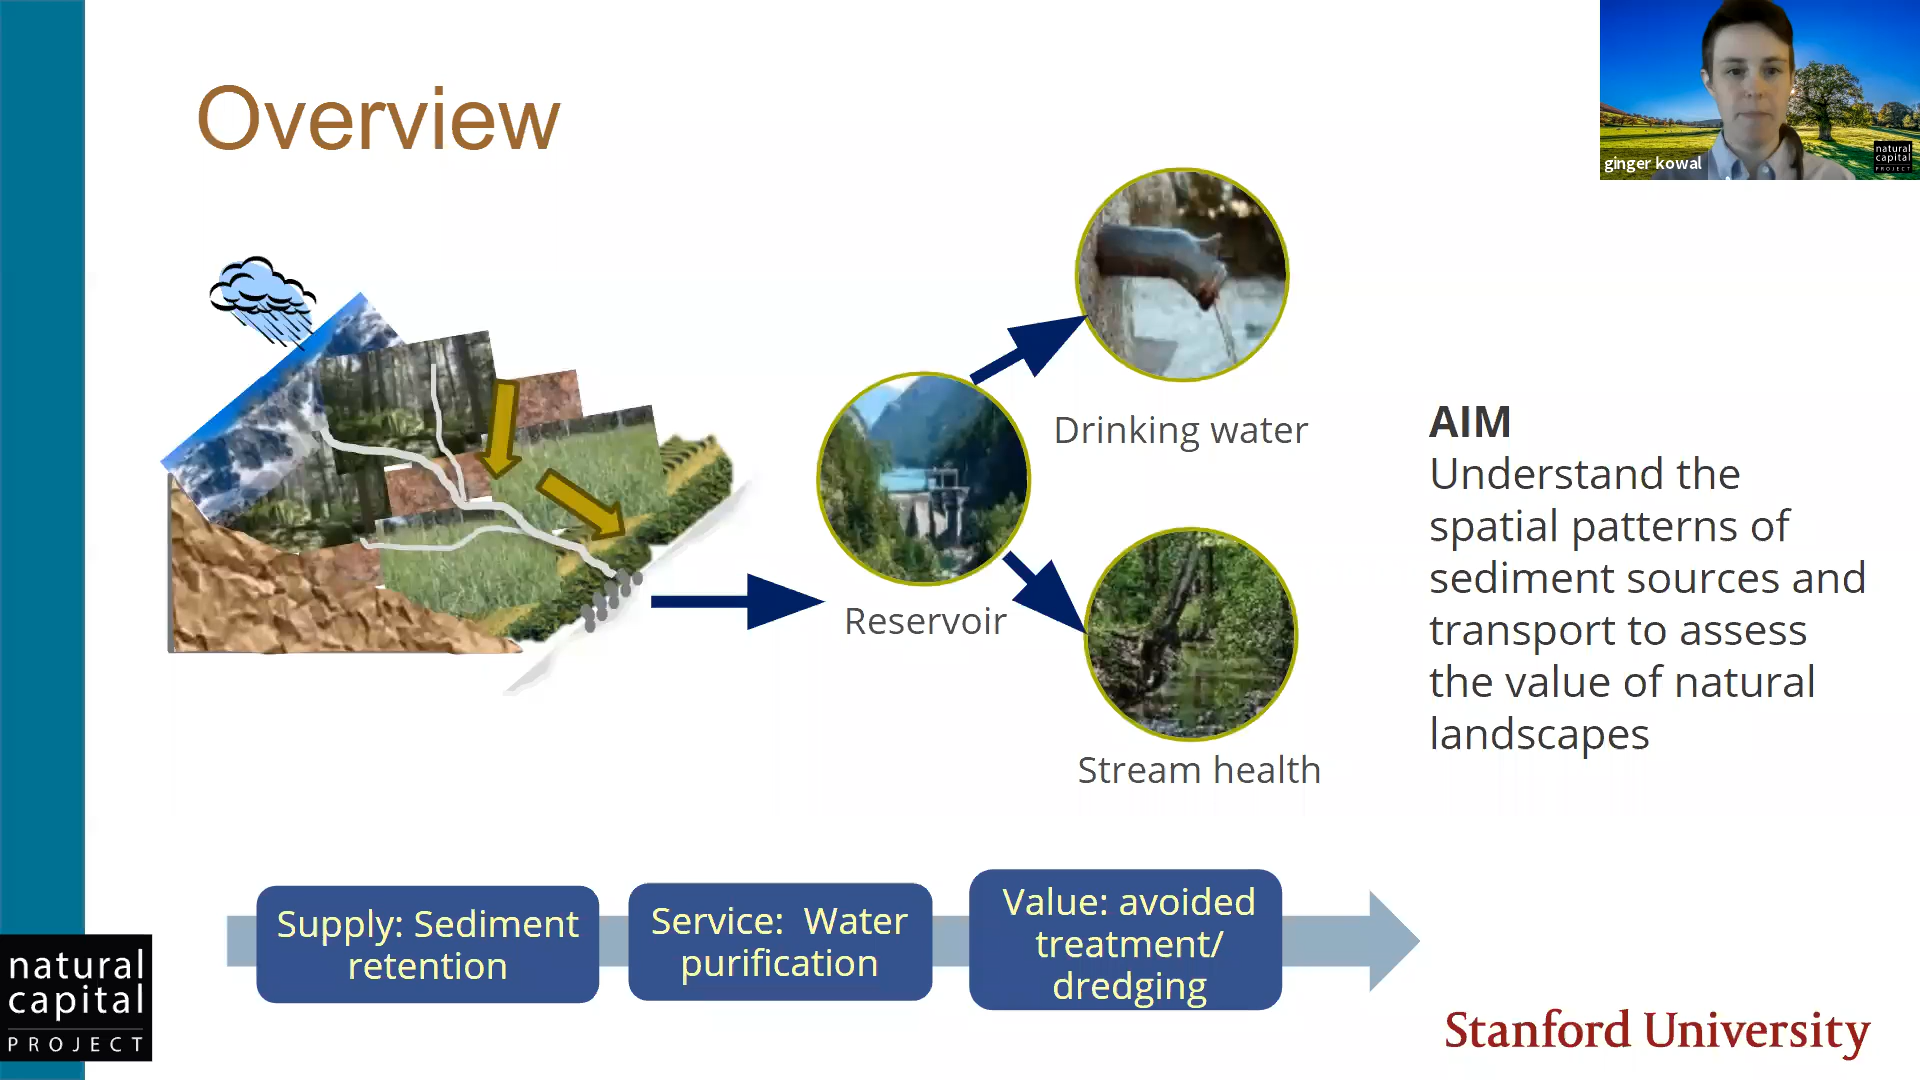 Overview
ginger kowal
natural
capital
PROJECT
Drinking water
Reservoir
Stream health
AIM
Understand the
spatial patterns of
sediment sources and
transport to assess
the value of natural
landscapes
Supply: Sediment
retention
Service:  Water
purification
Value: avoided
treatment/
dredging
natural
capital
PROJECT
Stanford University